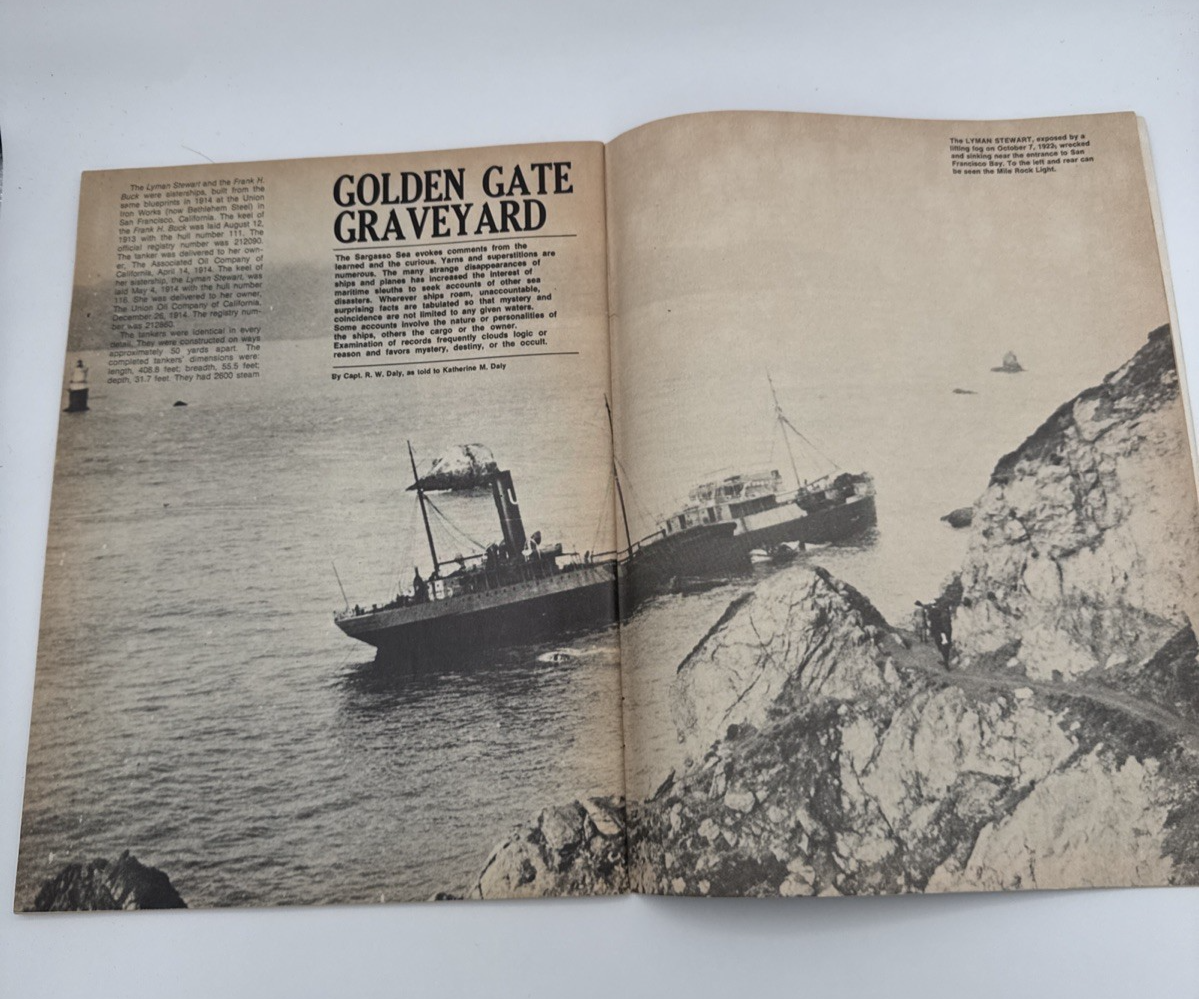 The Lyman Stewart and the Frank H.
Buck were sisterships, built from the
same blueprints in 1914 at the Union
Iron Works (now Bethlehem Steel) in
San Francisco, California. The keel of
the Frank H. Buck was laid August 12,
1913 with the hull number 111. The
official registry number was 212090.
The tanker was delivered to her own-
er, The Associated Oil Company of
California, April 14, 1914. The keel of
her sistership, the Lyman Stewart, was
laid May 4, 1914 with the hull number
116. She was delivered to her owner,
The Union Oil Company of California,
December 26, 1914. The registry num-
ber was 212860.
The tankers were identical in every
detail. They were constructed on ways
approximately 50 yards apart. The
completed tankers' dimensions were:
length, 408.8 feet; breadth, 55.5 feet;
depth, 31.7 feet. They had 2600 steam
GOLDEN GATE
GRAVEYARD
The Sargasso Sea evokes comments from the
learned and the curious. Yarns and superstitions are
numerous. The many strange disappearances of
ships and planes has increased the interest of
maritime sleuths to seek accounts of other sea
disasters. Wherever ships roam, unaccountable,
surprising facts are tabulated so that mystery and
coincidence are not limited to any given waters.
Some accounts involve the nature or personalities of
the ships, others the cargo or the owner.
Examination of records frequently clouds logic or
reason and favors mystery, destiny, or the occult.
By Capt. R. W. Daly, as told to Katherine M. Daly
The LYMAN STEWART, exposed by a
lifting fog on October 7, 1923; wrecked
and sinking near the entrance to San
Francisco Bay. To the left and rear can
be seen the Mile Rock Light.